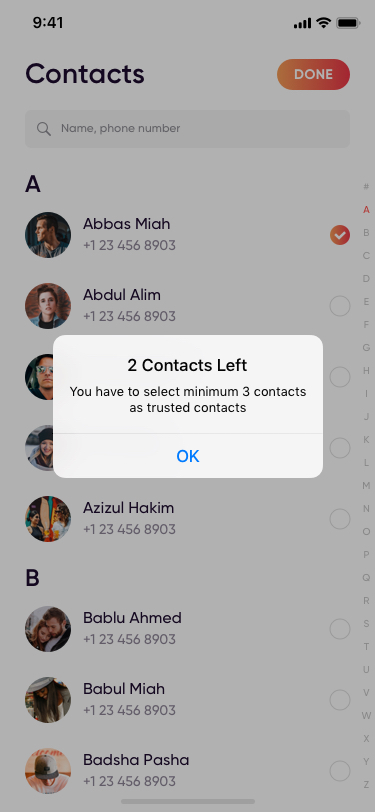 9:41
Contacts
DONE
Name, phone number
A
Abbas Miah
+1 23 456 8903
Abdul Alim
+1 23 456 8903
2 Contacts Left
You have to select minimum 3 contacts
as trusted contacts
OK
Azizul Hakim
+1 23 456 8903
B
Bablu Ahmed
+1 23 456 8903
Babul Miah
+1 23 456 8903
Badsha Pasha
+1 23 456 8903
#
A
B
C
D
E
F
G
H
I
J
K
L
M
N
O
P
Q
R
S
T
U
V
W
X
Y
Z